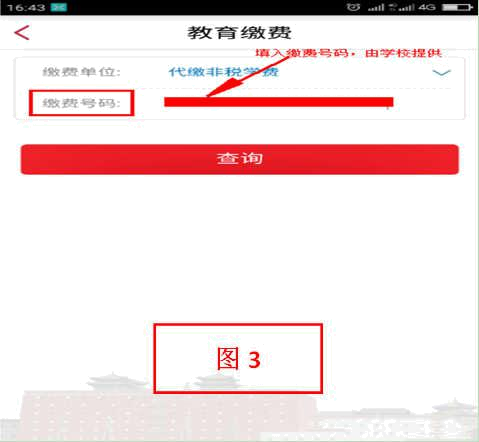 16:43 4G
教育缴费
填入缴费号码，由学校提供
缴费单位: 代缴非税学费
缴费号码:
查询
图 3